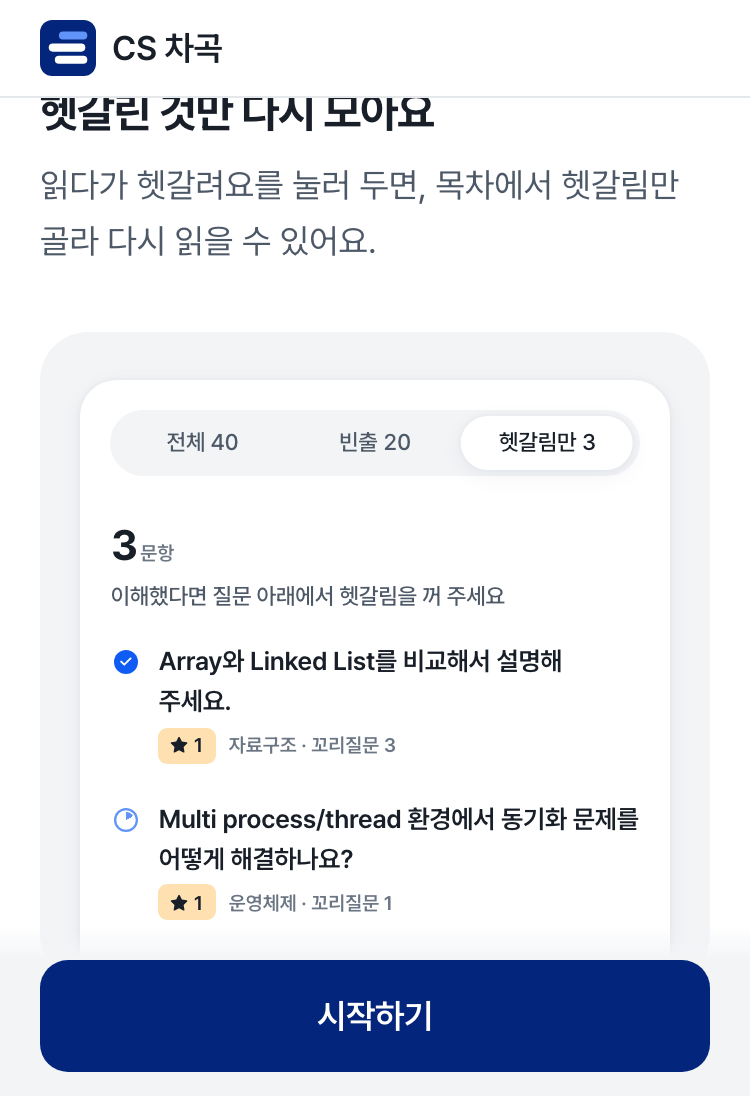 CS 차곡
헷갈린 것만 다시 모아요
읽다가 헷갈려요를 눌러 두면, 목차에서 헷갈림만
골라 다시 읽을 수 있어요.
전체 40 빈출 20 헷갈림만 3
3 문항
이해했다면 질문 아래에서 헷갈림을 꺼 주세요
Array와 Linked List를 비교해서 설명해
주세요.
★ 1 자료구조 · 꼬리질문 3
Multi process/thread 환경에서 동기화 문제를
어떻게 해결하나요?
★ 1 운영체제 · 꼬리질문 1
시작하기